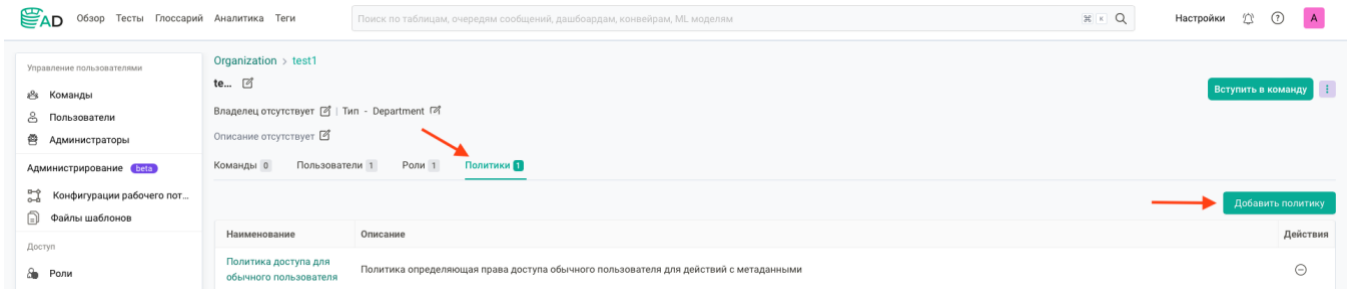 AD Обзор Тесты Глоссарий Аналитика Теги Поиск по таблицам, очередям сообщений, дашбоардам, конвейрам, ML моделям ⌘ K Настройки ? A
Управление пользователями
Команды
Пользователи
Администраторы
Администрирование beta
Конфигурации рабочего пот...
Файлы шаблонов
Доступ
Роли
Organization > test1
te...
Вступить в команду
Владелец отсутствует | Тип - Department
Описание отсутствует
Команды 0 Пользователи 1 Роли 1 Политики 1
Добавить политику
Наименование Описание Действия
Политика доступа для
обычного пользователя
Политика определяющая права доступа обычного пользователя для действий с метаданными